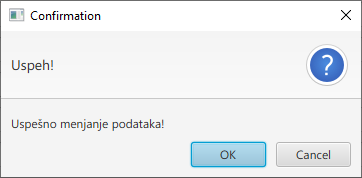 Confirmation
Uspeh!
?
Uspešno menjanje podataka!
OK
Cancel